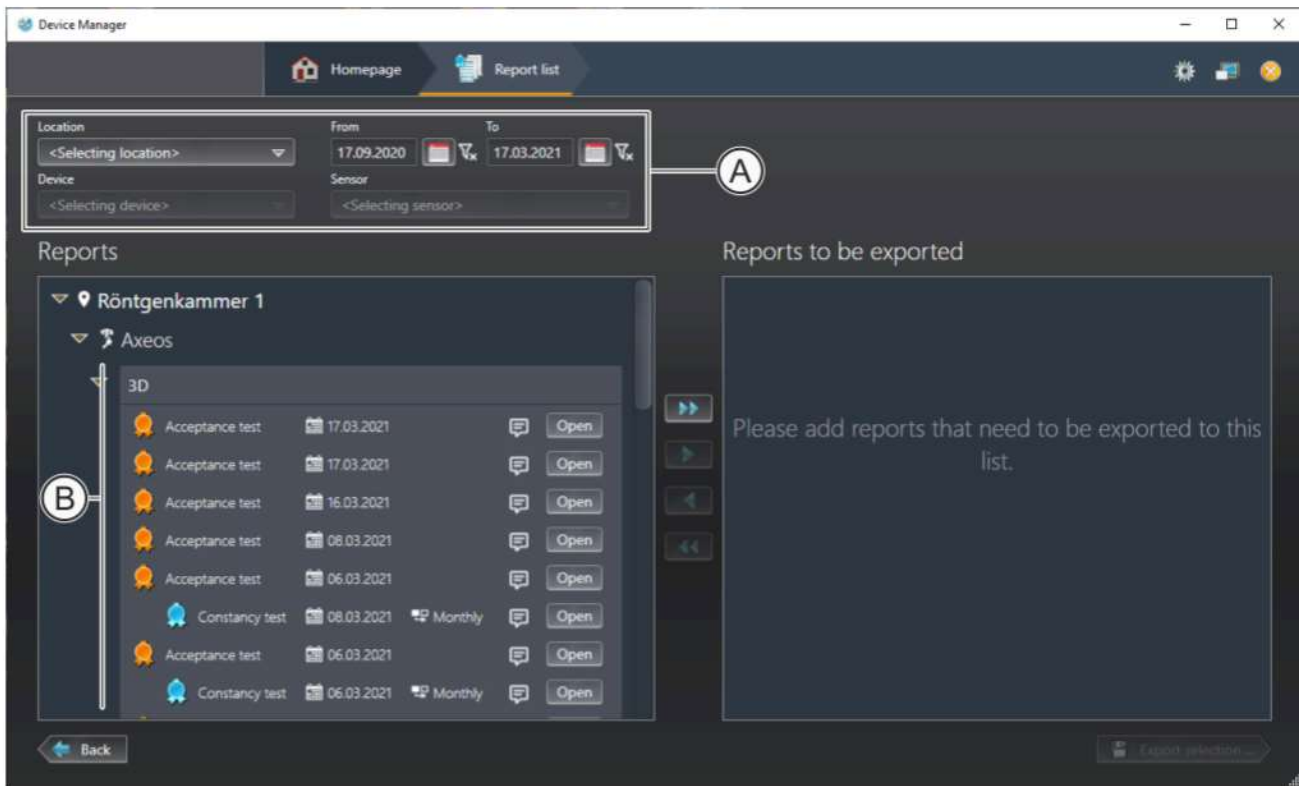 Device Manager
Homepage
Report list
Location
From
To
<Selecting location>
17.09.2020
17.03.2021
A
Device
Sensor
<Selecting device>
<Selecting sensor>
Reports
Reports to be exported
Röntgenkammer 1
Axeos
3D
Acceptance test 17.03.2021 Open
Acceptance test 17.03.2021 Open
B
Acceptance test 16.03.2021 Open
Acceptance test 08.03.2021 Open
Acceptance test 06.03.2021 Open
Constancy test 08.03.2021 Monthly Open
Acceptance test 06.03.2021 Open
Constancy test 06.03.2021 Monthly Open
Please add reports that need to be exported to this
list.
Back
Export selection ...